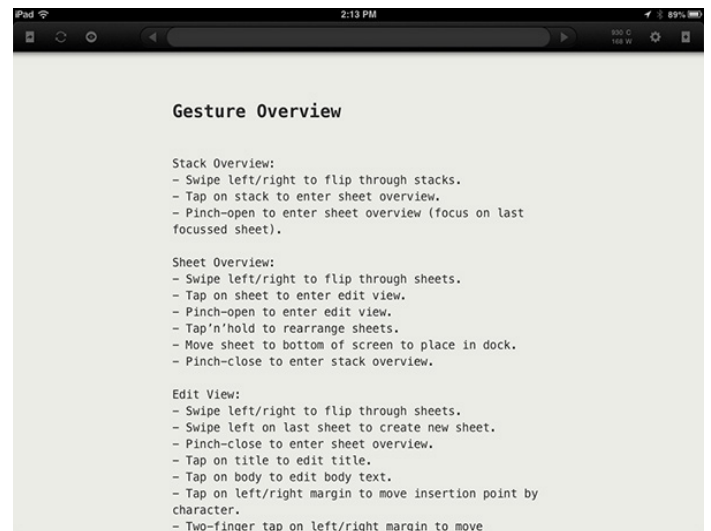 iPad
2:13 PM
89%
930 C
168 W
Gesture Overview
Stack Overview:
– Swipe left/right to flip through stacks.
– Tap on stack to enter sheet overview.
– Pinch-open to enter sheet overview (focus on last
focussed sheet).
Sheet Overview:
– Swipe left/right to flip through sheets.
– Tap on sheet to enter edit view.
– Pinch-open to enter edit view.
– Tap'n'hold to rearrange sheets.
– Move sheet to bottom of screen to place in dock.
– Pinch-close to enter stack overview.
Edit View:
– Swipe left/right to flip through sheets.
– Swipe left on last sheet to create new sheet.
– Pinch-close to enter sheet overview.
– Tap on title to edit title.
– Tap on body to edit body text.
– Tap on left/right margin to move insertion point by
character.
– Two-finger tap on left/right margin to move